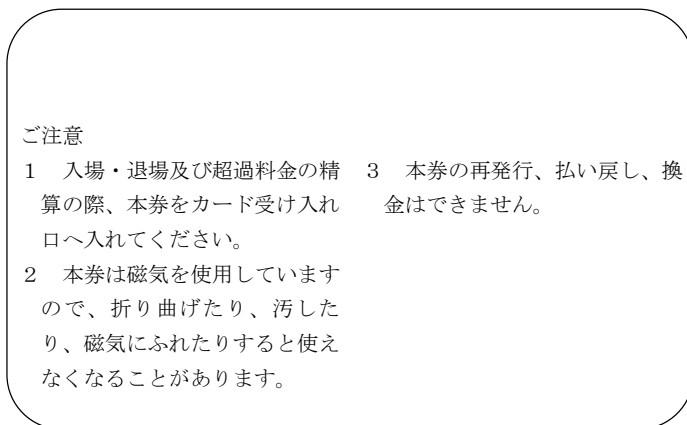 ご注意
1　入場・退場及び超過料金の精
算の際、本券をカード受け入れ
口へ入れてください。
2　本券は磁気を使用しています
ので、折り曲げたり、汚した
り、磁気にふれたりすると使え
なくなることがあります。
3　本券の再発行、払い戻し、換
金はできません。